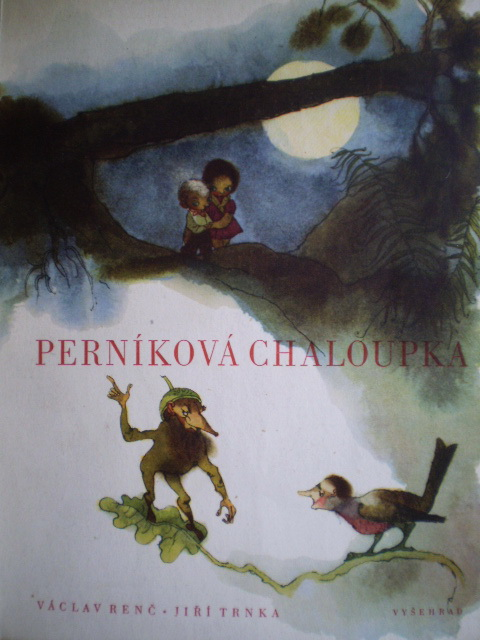 PERNÍKOVÁ CHALOUPKA
VÁCLAV RENČ · JIŘÍ TRNKA VYŠEHRAD